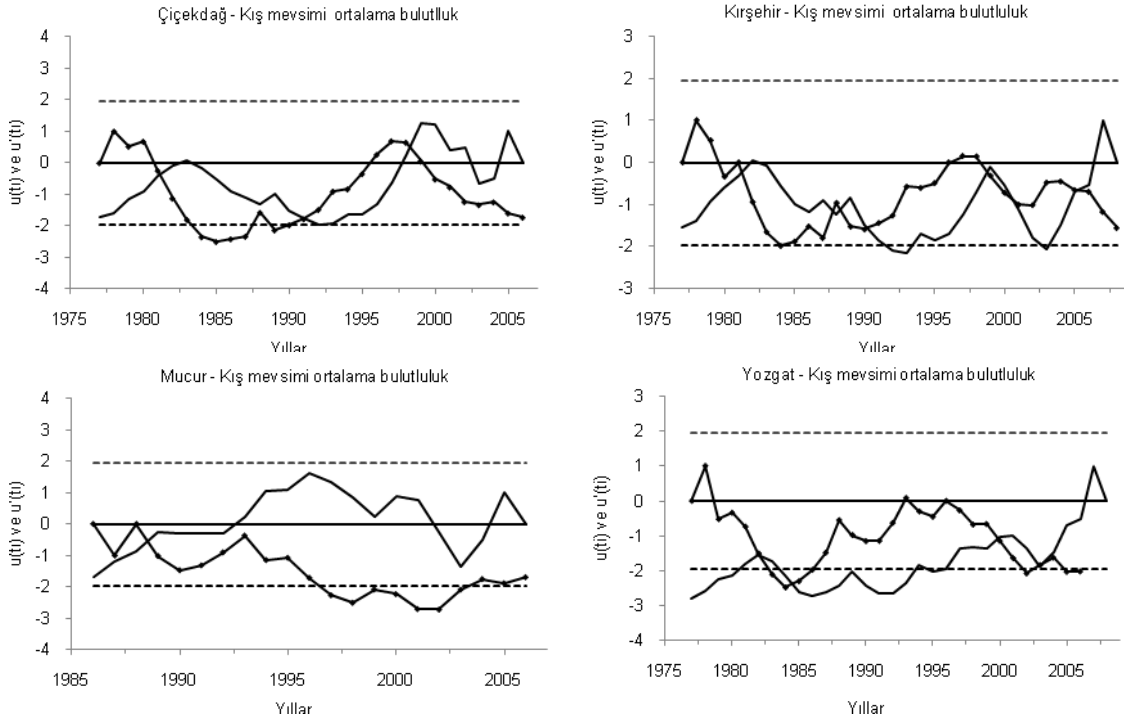 Çiçekdağ - Kış mevsimi ortalama bulutlluk
u(ti) ve u'(ti)
4
3
2
1
0
-1
-2
-3
-4
1975 1980 1985 1990 1995 2000 2005
Yıllar
Kırşehir - Kış mevsimi ortalama bulutluluk
u(ti) ve u'(ti)
3
2
1
0
-1
-2
-3
1975 1980 1985 1990 1995 2000 2005
Yıllar
Mucur - Kış mevsimi ortalama bulutluluk
u(ti) ve u'(ti)
4
3
2
1
0
-1
-2
-3
-4
1985 1990 1995 2000 2005
Yıllar
Yozgat - Kış mevsimi ortalama bulutluluk
u(ti) ve u'(ti)
3
2
1
0
-1
-2
-3
-4
1975 1980 1985 1990 1995 2000 2005
Yıllar